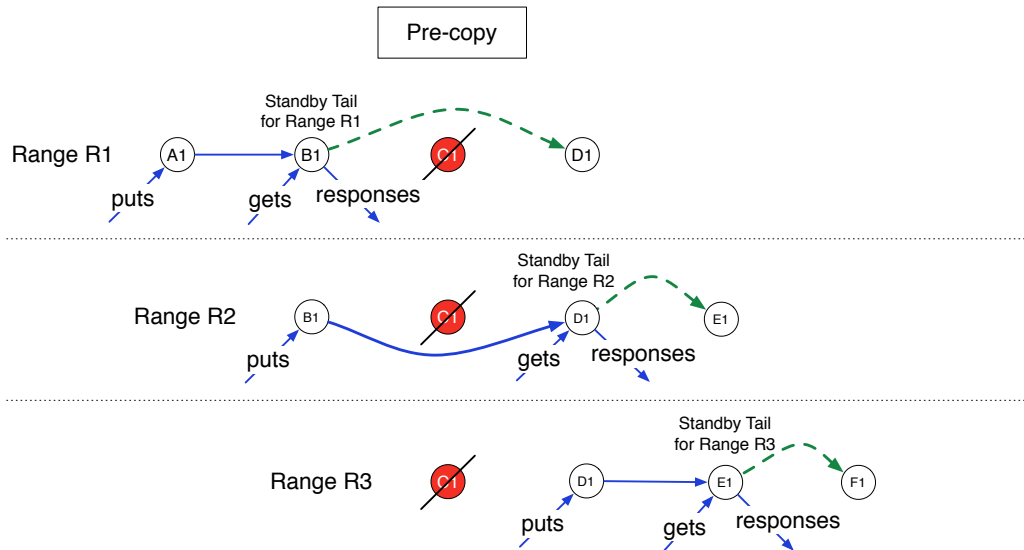 Pre-copy
Standby Tail
for Range R1
Range R1
A1
B1
C1
D1
puts
gets
responses
Standby Tail
for Range R2
Range R2
B1
C1
D1
E1
puts
gets
responses
Standby Tail
for Range R3
Range R3
C1
D1
E1
F1
puts
gets
responses